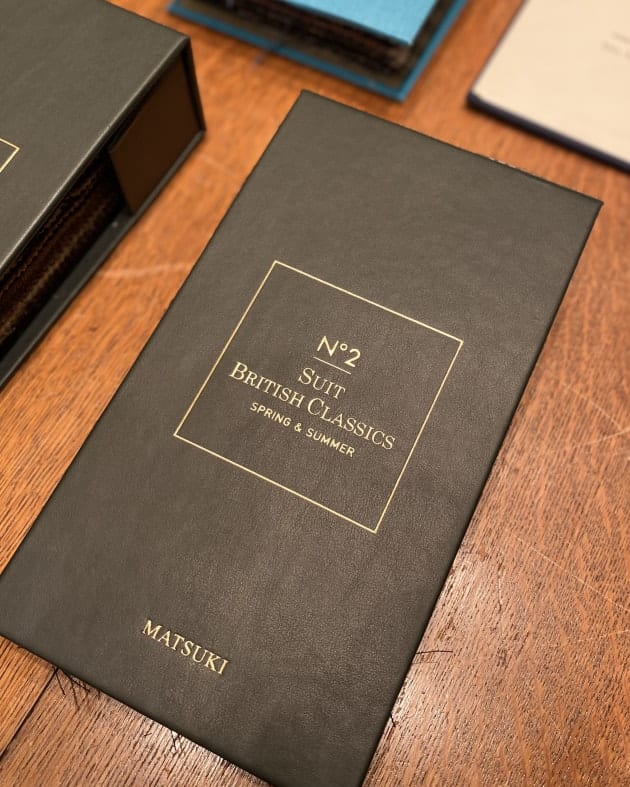 N°2
SUIT
BRITISH CLASSICS
SPRING & SUMMER
MATSUKI